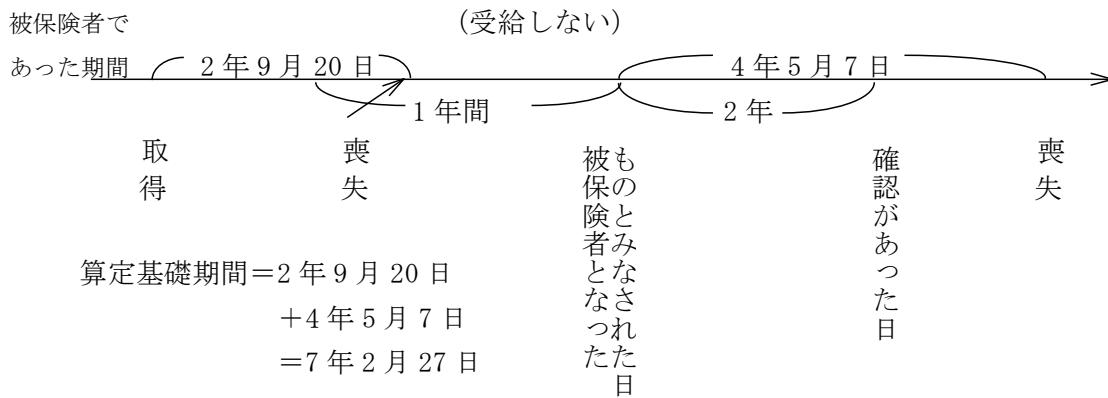 被保険者で
(受給しない)
あった期間
2年9月20日
4年5月7日
1年間
2年
取得
喪失
被保険者となった
ものとみなされた日
確認があった日
喪失
算定基礎期間＝2年9月20日
＋4年5月7日
＝7年2月27日